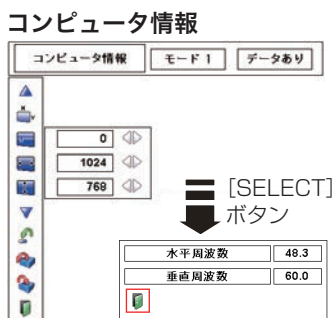 コンピュータ情報
コンピュータ情報 モード 1 データあり
0
1024
768
[SELECT]
ボタン
水平周波数 48.3
垂直周波数 60.0